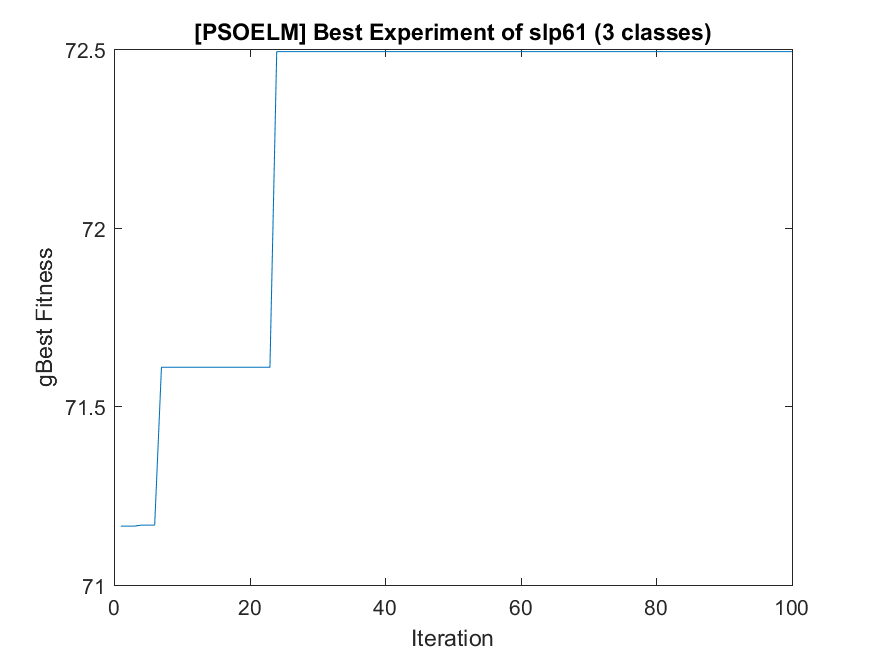 [PSOELM] Best Experiment of slp61 (3 classes)
72.5
72
71.5
71
gBest Fitness
0 20 40 60 80 100
Iteration